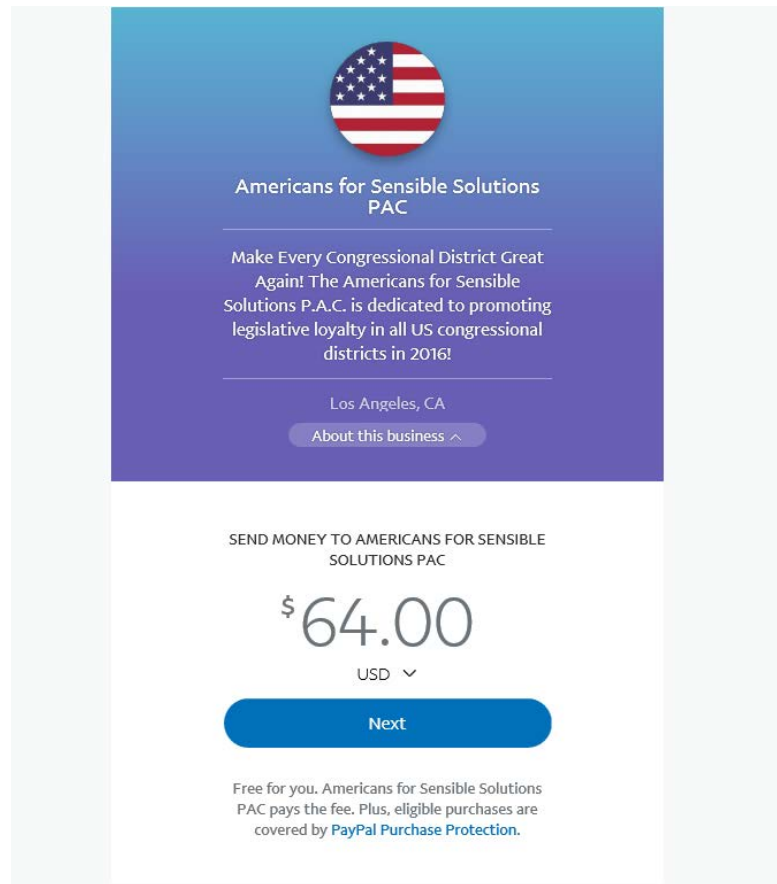 Americans for Sensible Solutions
PAC
Make Every Congressional District Great
Again! The Americans for Sensible
Solutions P.A.C. is dedicated to promoting
legislative loyalty in all US congressional
districts in 2016!
Los Angeles, CA
About this business
SEND MONEY TO AMERICANS FOR SENSIBLE
SOLUTIONS PAC
$64.00
USD
Next
Free for you. Americans for Sensible Solutions
PAC pays the fee. Plus, eligible purchases are
covered by PayPal Purchase Protection.